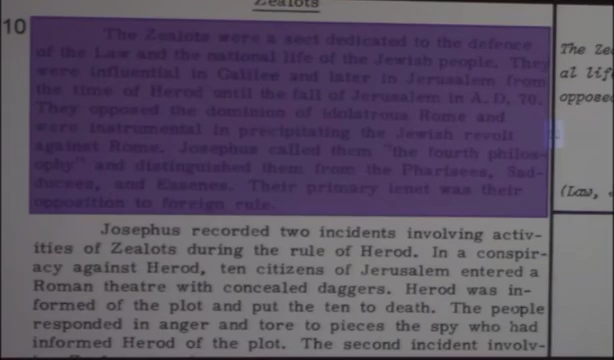 Zealots
10
The Zealots were a sect dedicated to the defence
of the Law and the national life of the Jewish people. They
were influential in Galilee and later in Jerusalem from
the time of Herod until the fall of Jerusalem in A.D. 70.
They opposed the dominion of idolatrous Rome and
were instrumental in precipitating the Jewish revolt
against Rome. Josephus called them "the fourth philos-
ophy" and distinguished them from the Pharisees, Sad-
ducees, and Essenes. Their primary tenet was their
opposition to foreign rule.
Josephus recorded two incidents involving activ-
ities of Zealots during the rule of Herod. In a conspir-
acy against Herod, ten citizens of Jerusalem entered a
Roman theatre with concealed daggers. Herod was in-
formed of the plot and put the ten to death. The people
responded in anger and tore to pieces the spy who had
informed Herod of the plot. The second incident involv-
The
al
opposed
(Law,